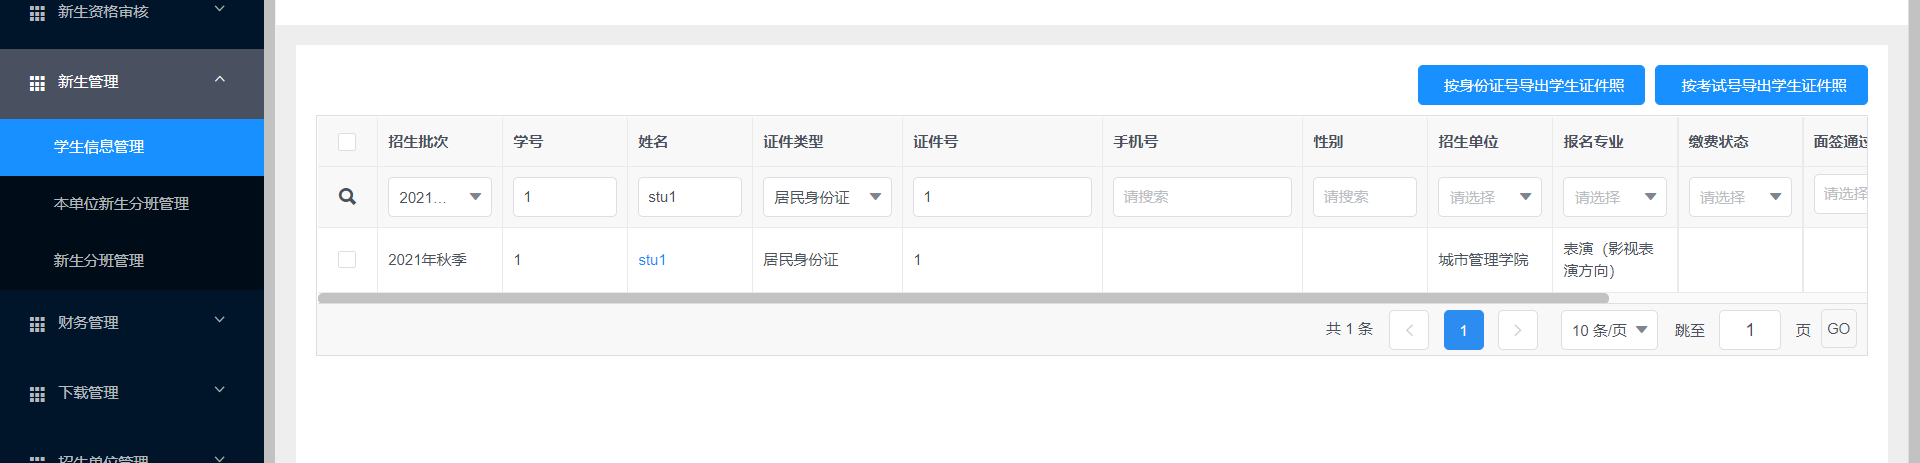 新生资格审核
新生管理
学生信息管理
本单位新生分班管理
新生分班管理
财务管理
下载管理
招生单位管理
按身份证号导出学生证件照 按考试号导出学生证件照
招生批次 学号 姓名 证件类型 证件号 手机号 性别 招生单位 报名专业 缴费状态 面签通过
2021... 1 stu1 居民身份证 1 请搜索 请搜索 请选择 请选择 请选择 请选择
2021年秋季 1 stu1 居民身份证 1 城市管理学院 表演（影视表
演方向）
共 1 条 1 10 条/页 跳至 1 页 GO